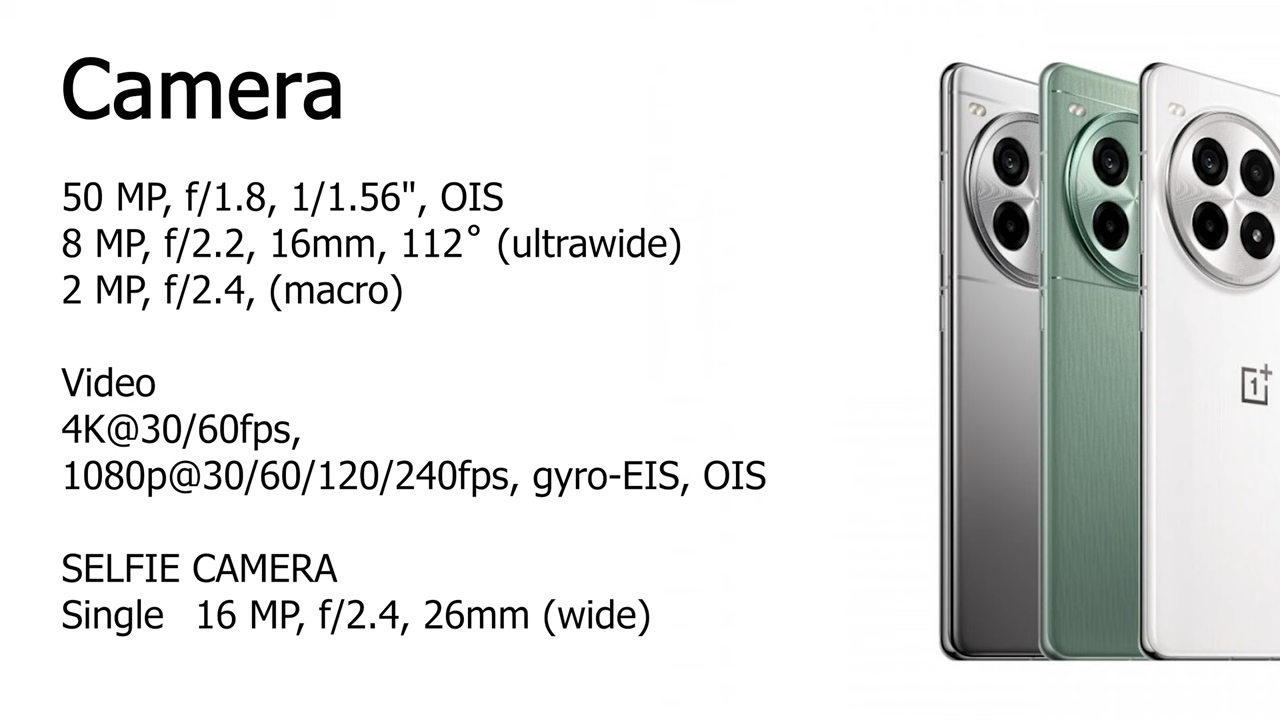 Camera
50 MP, f/1.8, 1/1.56", OIS
8 MP, f/2.2, 16mm, 112˚ (ultrawide)
2 MP, f/2.4, (macro)
Video
4K@30/60fps,
1080p@30/60/120/240fps, gyro-EIS, OIS
SELFIE CAMERA
Single 16 MP, f/2.4, 26mm (wide)